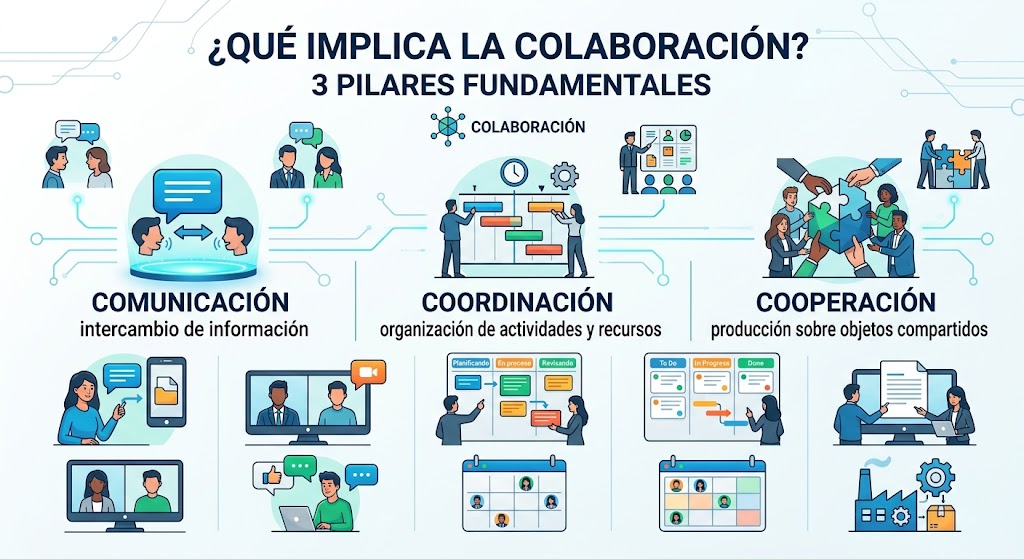 ¿QUÉ IMPLICA LA COLABORACIÓN?
3 PILARES FUNDAMENTALES
COLABORACIÓN
COMUNICACIÓN
intercambio de información
COORDINACIÓN
organización de actividades y recursos
COOPERACIÓN
producción sobre objetos compartidos
Planificando
En procese
Revisando
To Do
In Progress
Done